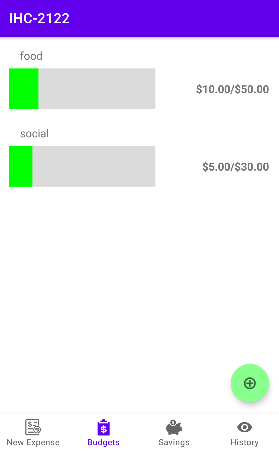 IHC-2122
food
$10.00/$50.00
social
$5.00/$30.00
New Expense
Budgets
Savings
History